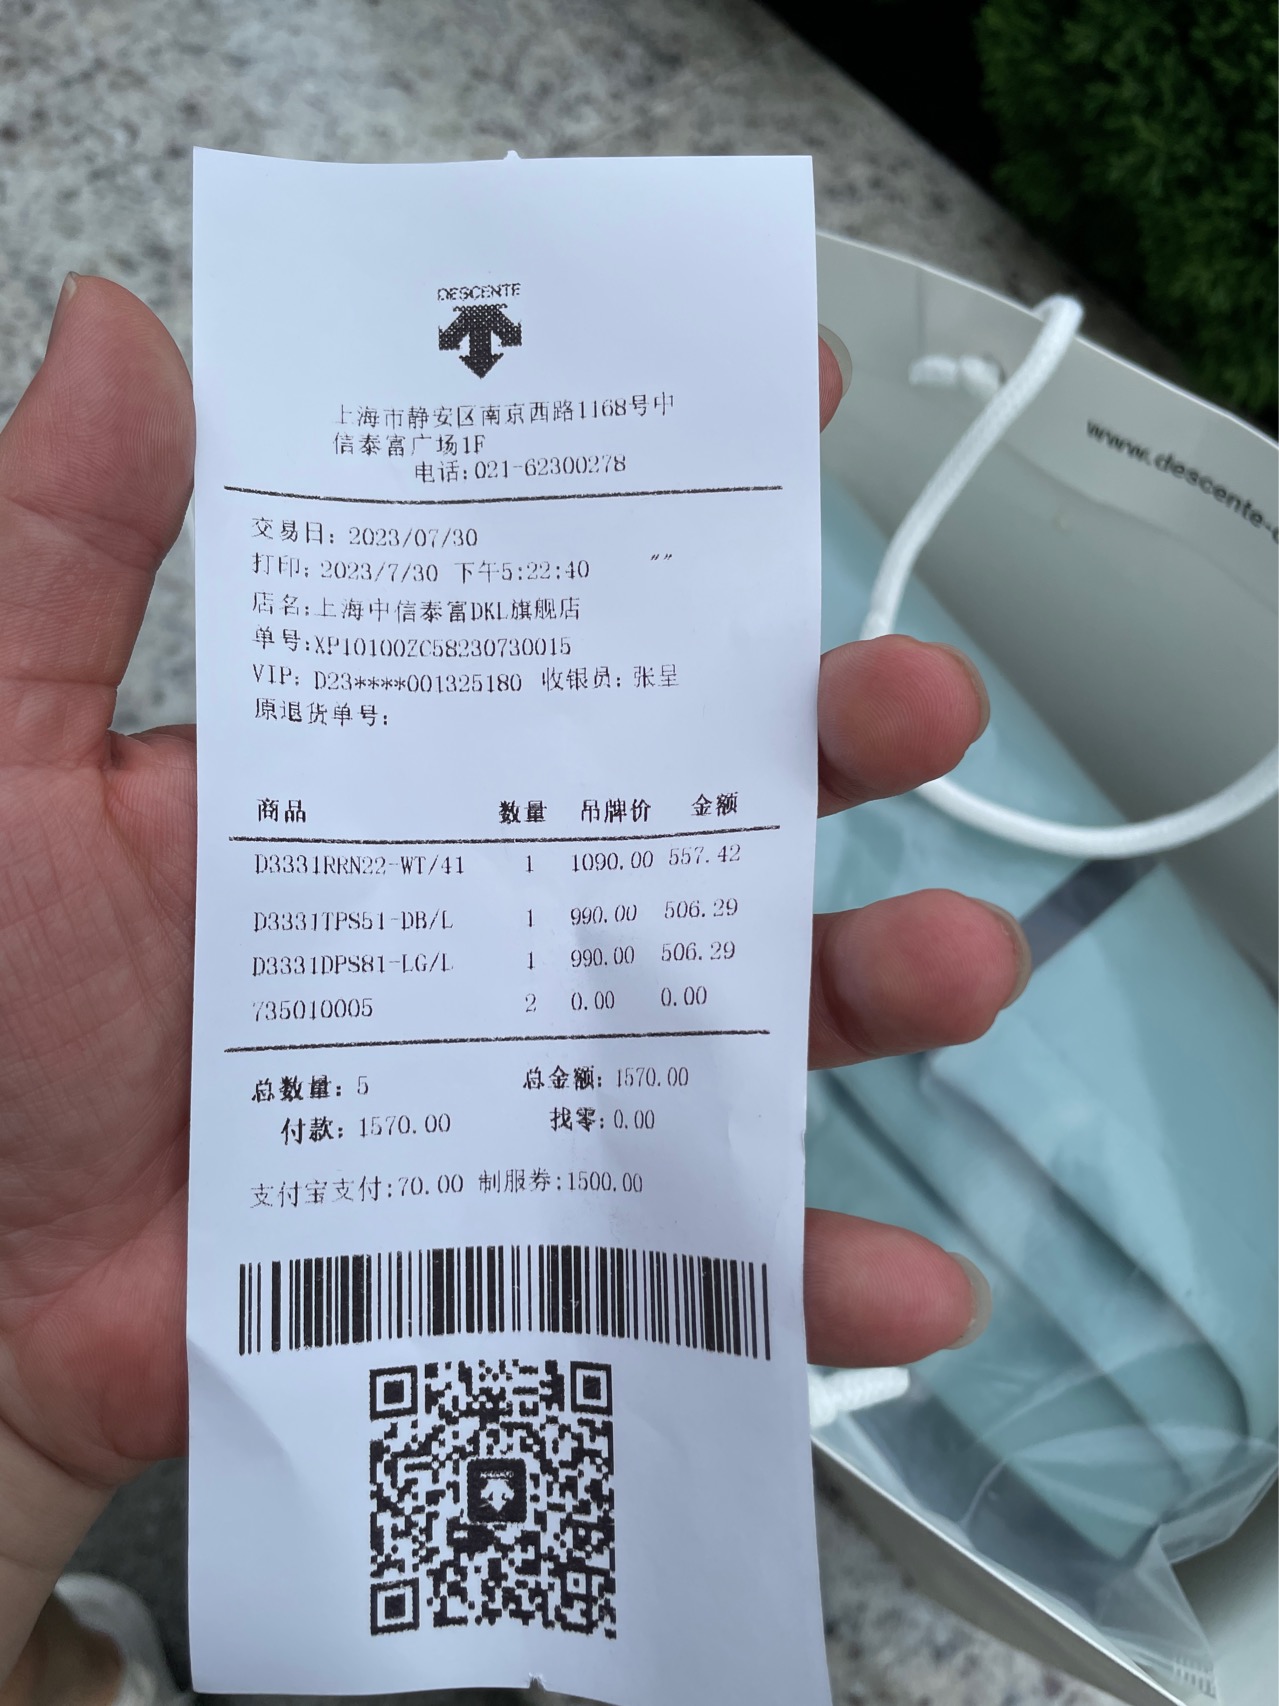 DESCENTE
上海市静安区南京西路1168号中
信泰富广场1F
电话:021-62300278
交易日: 2023/07/30
打印: 2023/7/30 下午5:22:40 ""
店名:上海中信泰富DKL旗舰店
单号:XP10100ZC58230730015
VIP: D23****001325180 收银员: 张呈
原退货单号:
商品 数量 吊牌价 金额
D3331RRN22-WT/41 1 1090.00 557.42
D3331TPS51-DB/L 1 990.00 506.29
D3331DPS81-LG/L 1 990.00 506.29
735010005 2 0.00 0.00
总数量: 5 总金额: 1570.00
付款: 1570.00 找零: 0.00
支付宝支付:70.00 制服券:1500.00
www.descente-